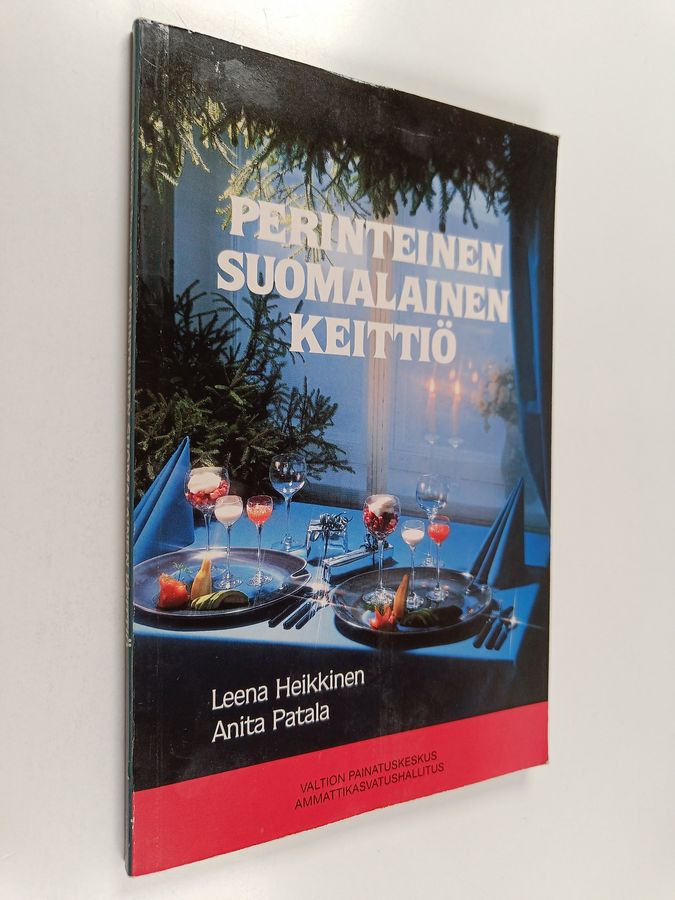 PERINTEINEN
SUOMALAINEN
KEITTIÖ
Leena Heikkinen
Anita Patala
VALTION PAINATUSKESKUS
AMMATTIKASVATUSHALLITUS